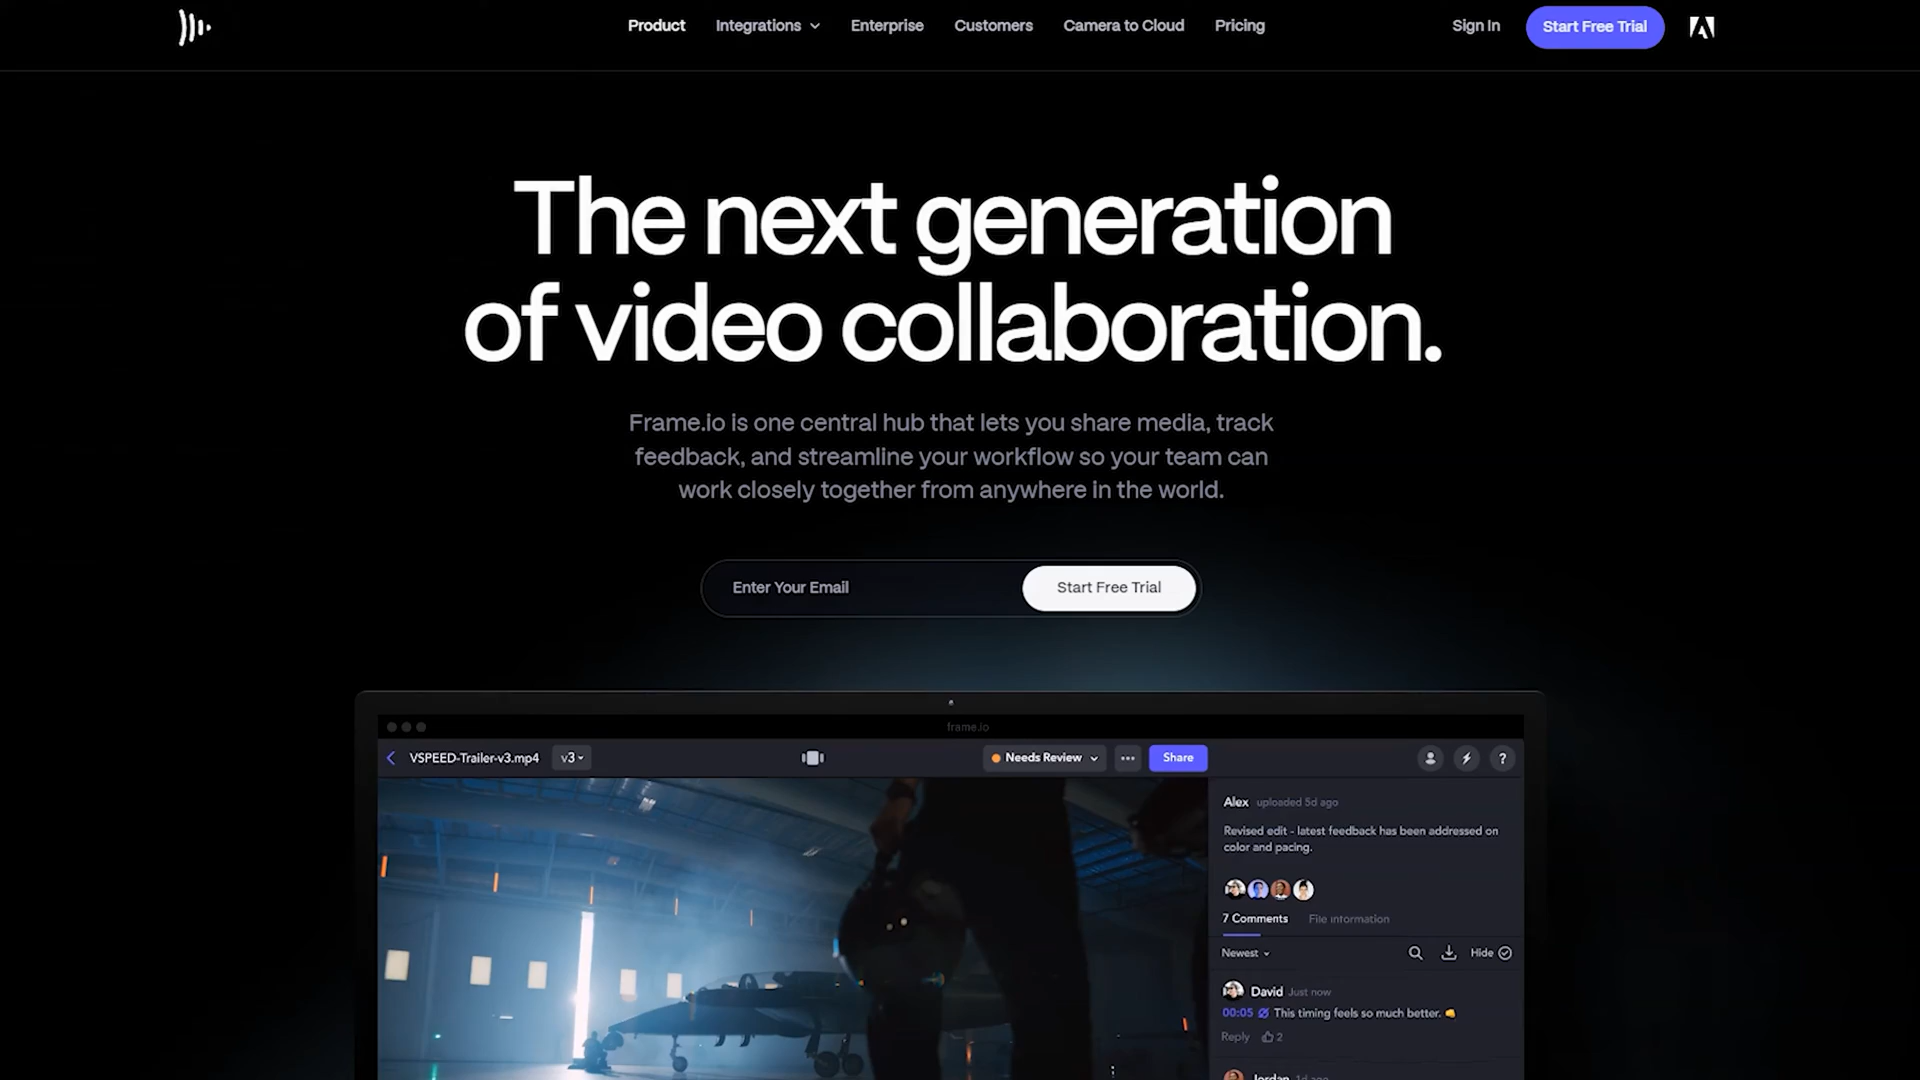 Product Integrations Enterprise Customers Camera to Cloud Pricing Sign In Start Free Trial
The next generation
of video collaboration.
Frame.io is one central hub that lets you share media, track
feedback, and streamline your workflow so your team can
work closely together from anywhere in the world.
Enter Your Email Start Free Trial
frame.io
VSPEED-Trailer-v3.mp4 v3 Needs Review Share
Alex uploaded 5d ago
Revised edit - latest feedback has been addressed on
color and pacing.
7 Comments File information
Newest Hide
David Just now
00:05 This timing feels so much better.
Reply 2
Jordan 1d ago